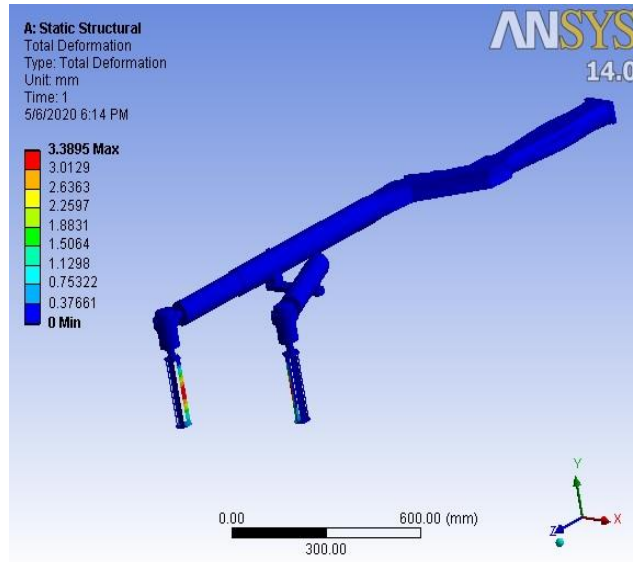 A: Static Structural
Total Deformation
Type: Total Deformation
Unit: mm
Time: 1
5/6/2020 6:14 PM
ANSYS
14.0
3.3895 Max
3.0129
2.6363
2.2597
1.8831
1.5064
1.1298
0.75322
0.37661
0 Min
0.00 600.00 (mm)
300.00
Y
X
Z